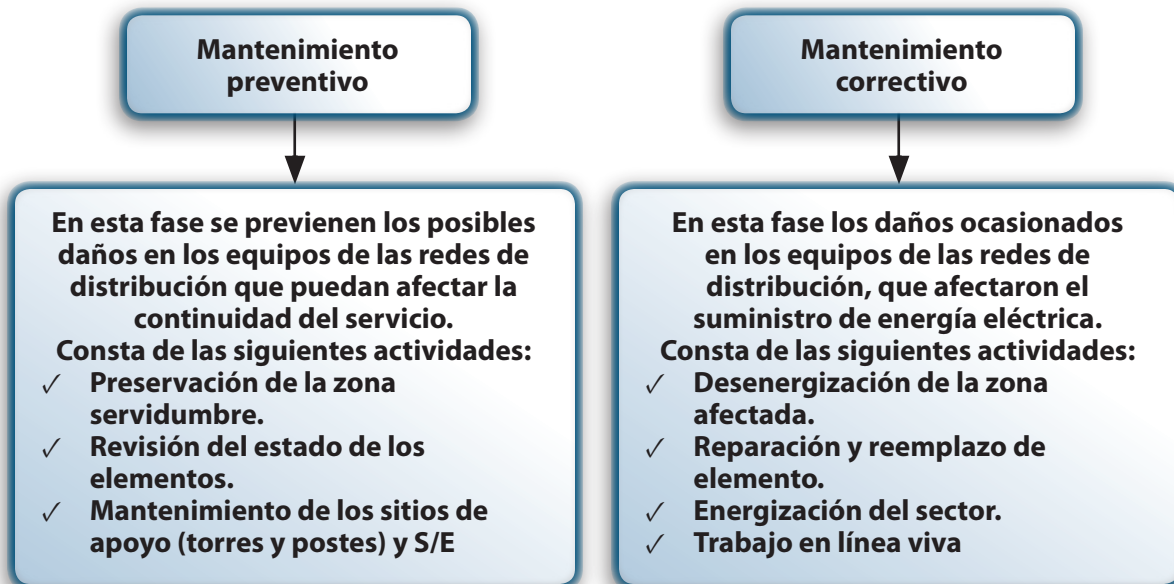 Mantenimiento
preventivo
En esta fase se previenen los posibles
daños en los equipos de las redes de
distribución que puedan afectar la
continuidad del servicio.
Consta de las siguientes actividades:
✓ Preservación de la zona
servidumbre.
✓ Revisión del estado de los
elementos.
✓ Mantenimiento de los sitios de
apoyo (torres y postes) y S/E
Mantenimiento
correctivo
En esta fase los daños ocasionados
en los equipos de las redes de
distribución, que afectaron el
suministro de energía eléctrica.
Consta de las siguientes actividades:
✓ Desenergización de la zona
afectada.
✓ Reparación y reemplazo de
elemento.
✓ Energización del sector.
✓ Trabajo en línea viva